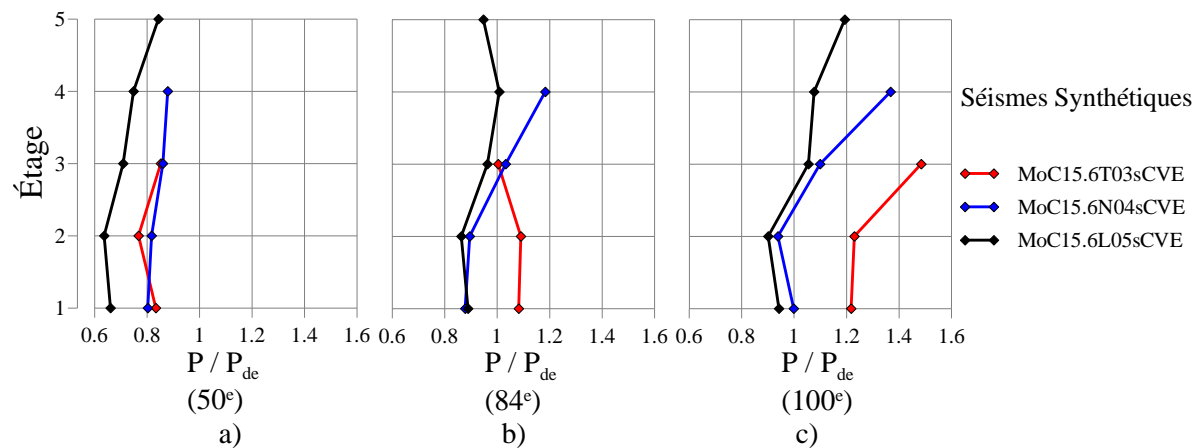 Étage
5
4
3
2
1
0.6 0.8 1 1.2 1.4 1.6
P / Pde
(50e)
a)
0.6 0.8 1 1.2 1.4 1.6
P / Pde
(84e)
b)
0.6 0.8 1 1.2 1.4 1.6
P / Pde
(100e)
c)
Séismes Synthétiques
MoC15.6T03sCVE
MoC15.6N04sCVE
MoC15.6L05sCVE